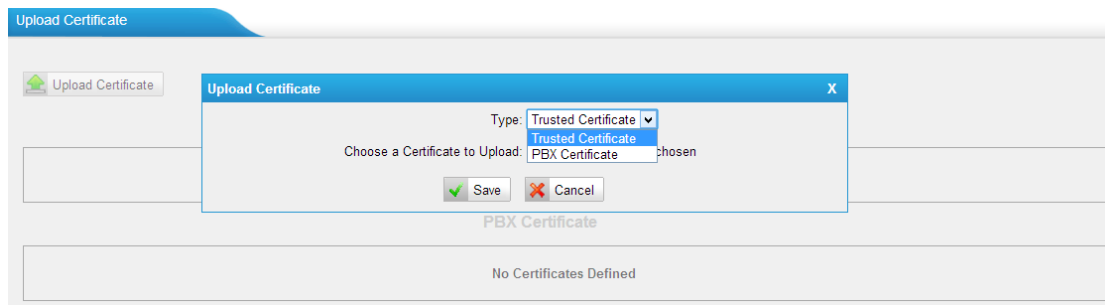 Upload Certificate
Upload Certificate
Upload Certificate X
Type: Trusted Certificate
Trusted Certificate
Choose a Certificate to Upload: PBX Certificate chosen
Save Cancel
PBX Certificate
No Certificates Defined